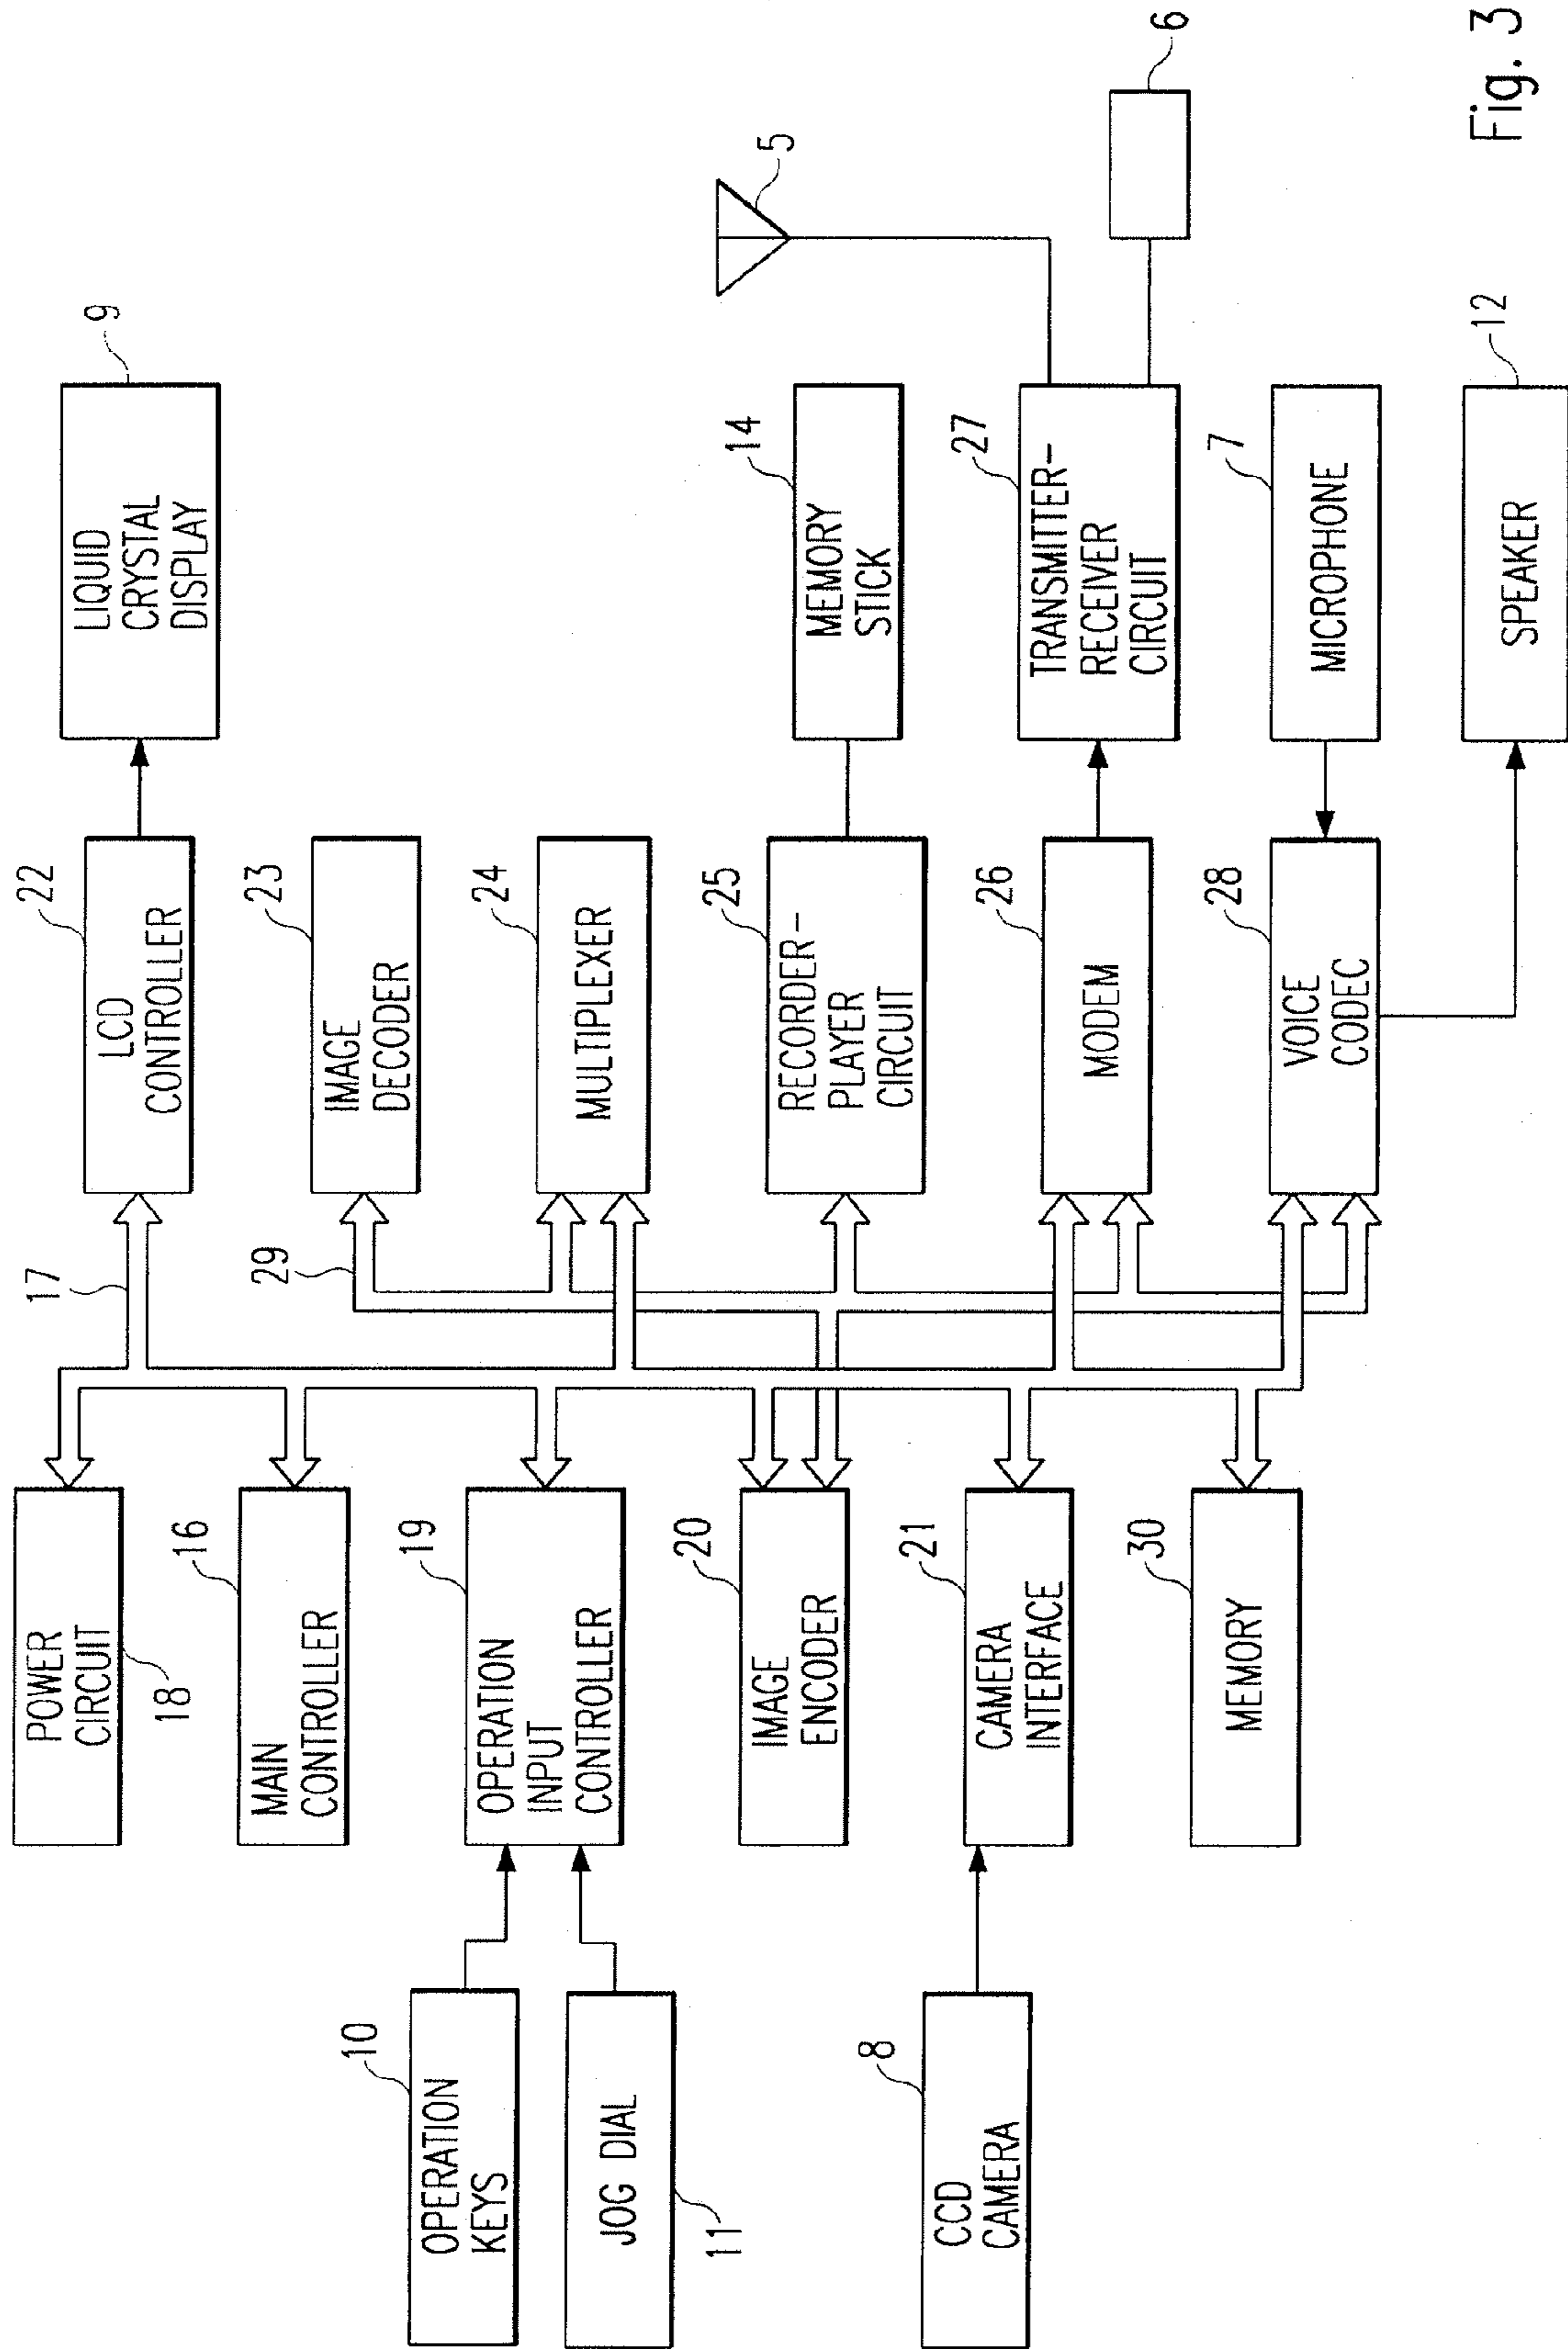 OPERATION
KEYS
10
JOG DIAL
11
CCD
CAMERA
8
POWER
CIRCUIT
18
MAIN
CONTROLLER
16
OPERATION
INPUT
CONTROLLER
19
IMAGE
ENCODER
20
CAMERA
INTERFACE
21
MEMORY
30
17
29
LCD
CONTROLLER
22
IMAGE
DECODER
23
MULTIPLEXER
24
RECORDER-
PLAYER
CIRCUIT
25
MODEM
26
VOICE
CODEC
28
LIQUID
CRYSTAL
DISPLAY
9
MEMORY
STICK
14
TRANSMITTER-
RECEIVER
CIRCUIT
27
MICROPHONE
7
SPEAKER
12
5
6
Fig. 3